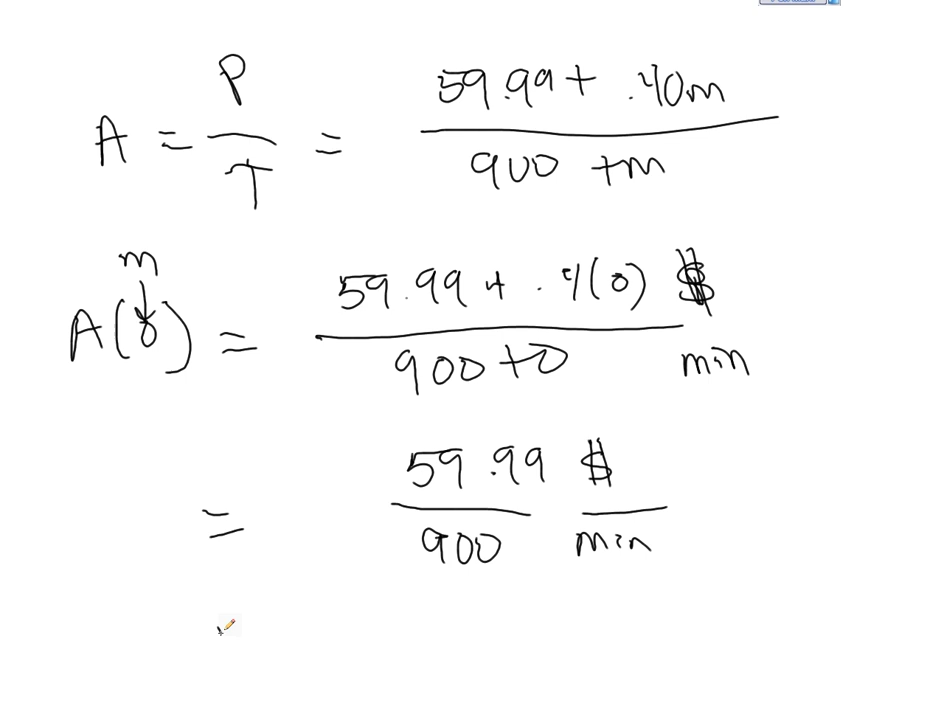 A = P/T = (59.99 + .40m)/(900 + m)
m
A(0) = (59.99 + .4(0))/(900 + 0) $/min
= 59.99/900 $/min